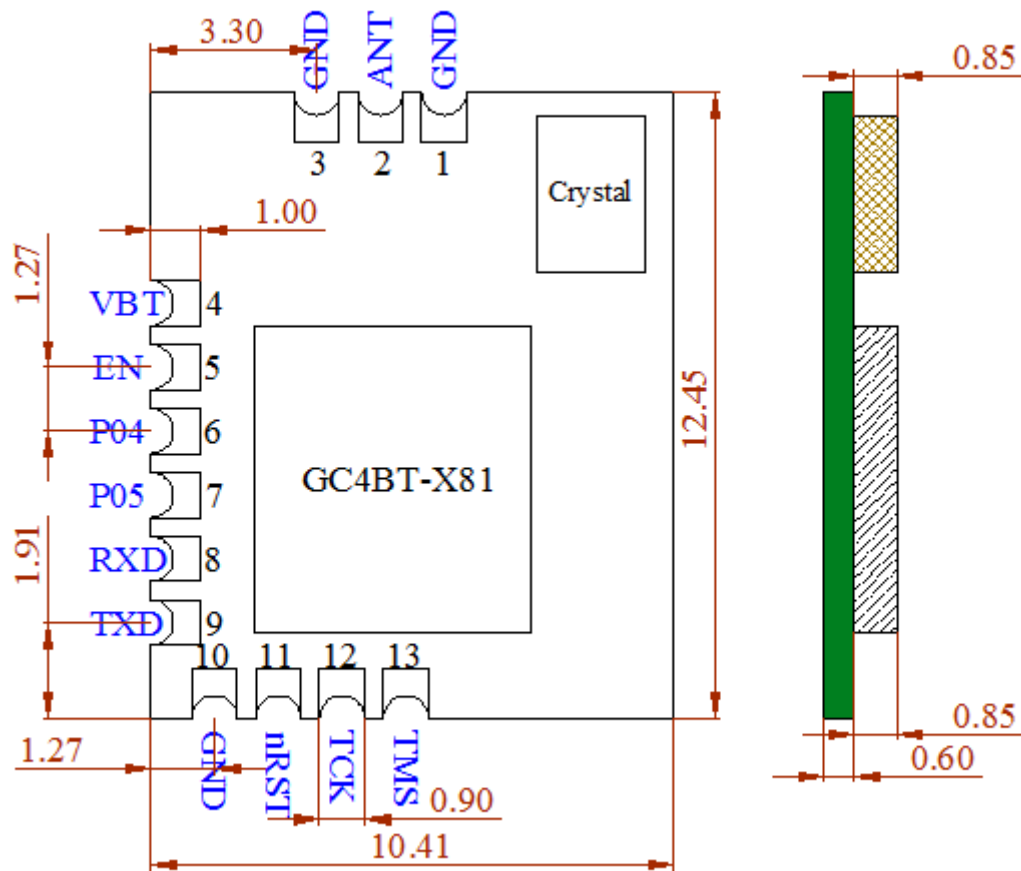 3.30
GND
ANT
GND
0.85
3
2
1
Crystal
1.00
1.27
VBT 4
EN 5
P04 6
P05 7
RXD 8
TXD 9
GC4BT-X81
12.45
1.91
10 11 12 13
GND
nRST
TCK
TMS
1.27
0.90
10.41
0.85
0.60